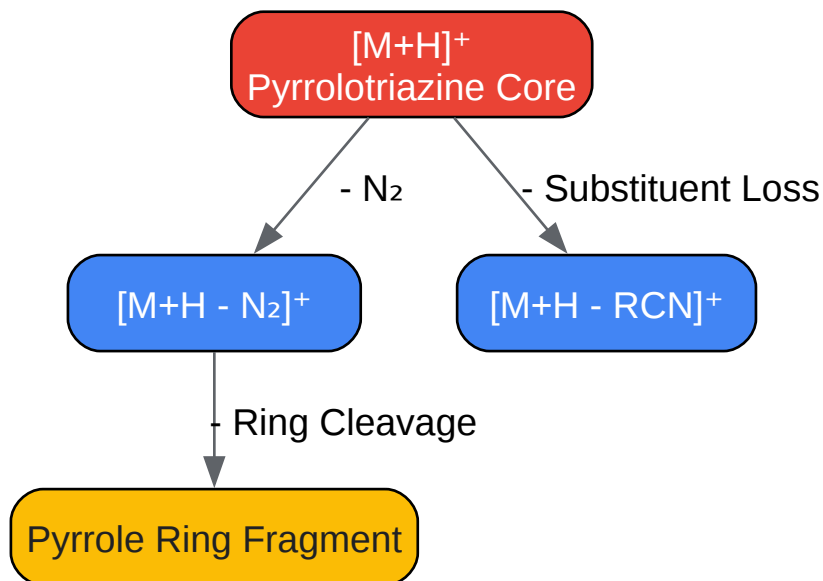 [M+H]⁺
Pyrrolotriazine Core
- N₂
- Substituent Loss
[M+H - N₂]⁺
[M+H - RCN]⁺
- Ring Cleavage
Pyrrole Ring Fragment